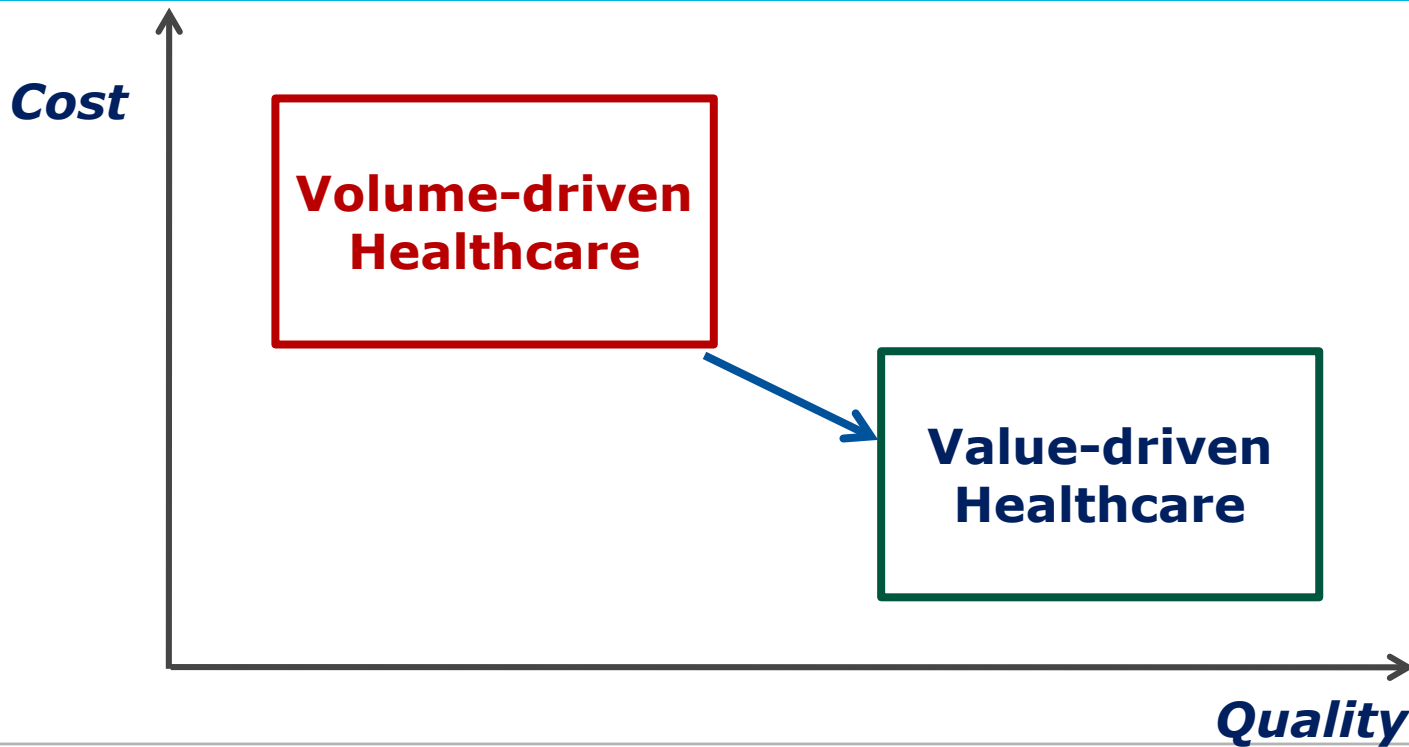 Cost
Volume-driven
Healthcare
Value-driven
Healthcare
Quality